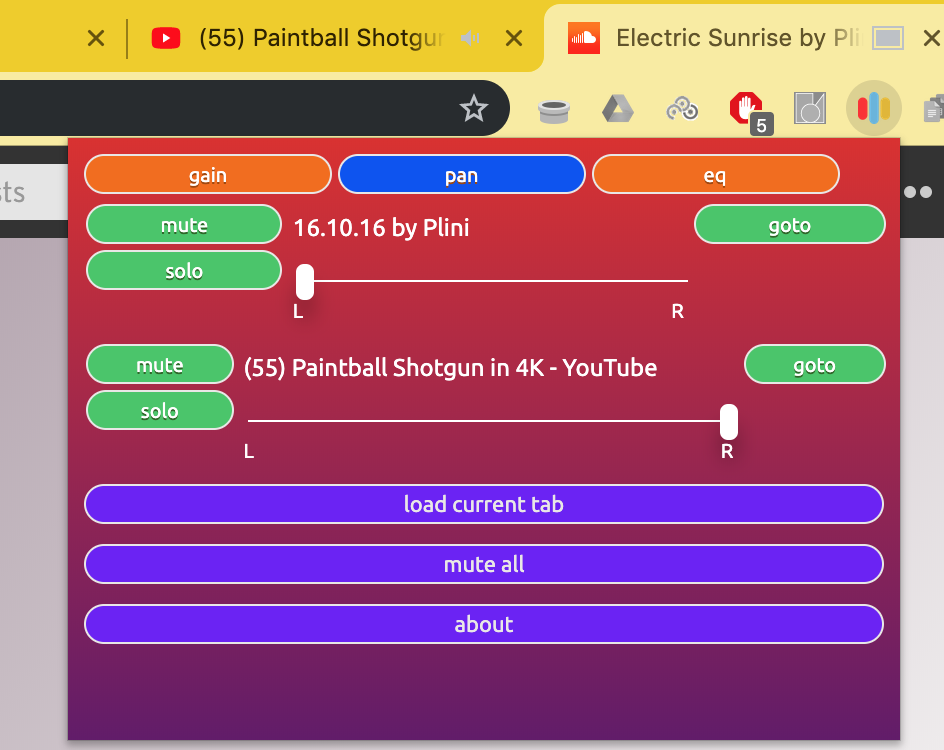 (55) Paintball Shotgun
Electric Sunrise by Pli
5
sts
gain
pan
eq
mute
16.10.16 by Plini
goto
solo
L
R
mute
(55) Paintball Shotgun in 4K - YouTube
goto
solo
L
R
load current tab
mute all
about